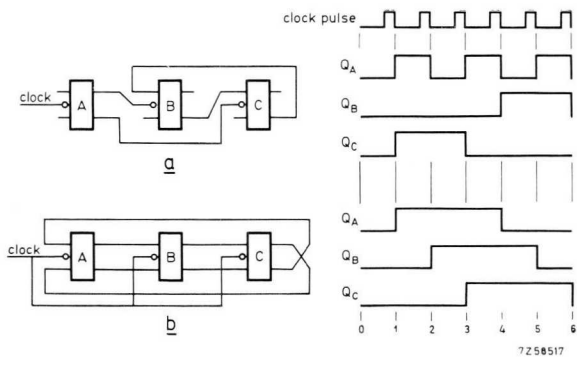 clock pulse
Q_A
Q_B
Q_C
clock
A
B
C
a
Q_A
Q_B
Q_C
clock
A
B
C
b
0 1 2 3 4 5 6
7Z58517